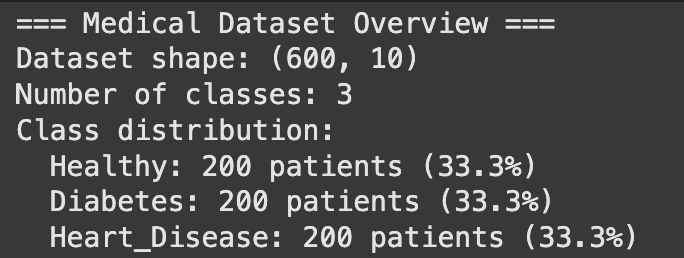 === Medical Dataset Overview ===
Dataset shape: (600, 10)
Number of classes: 3
Class distribution:
  Healthy: 200 patients (33.3%)
  Diabetes: 200 patients (33.3%)
  Heart_Disease: 200 patients (33.3%)